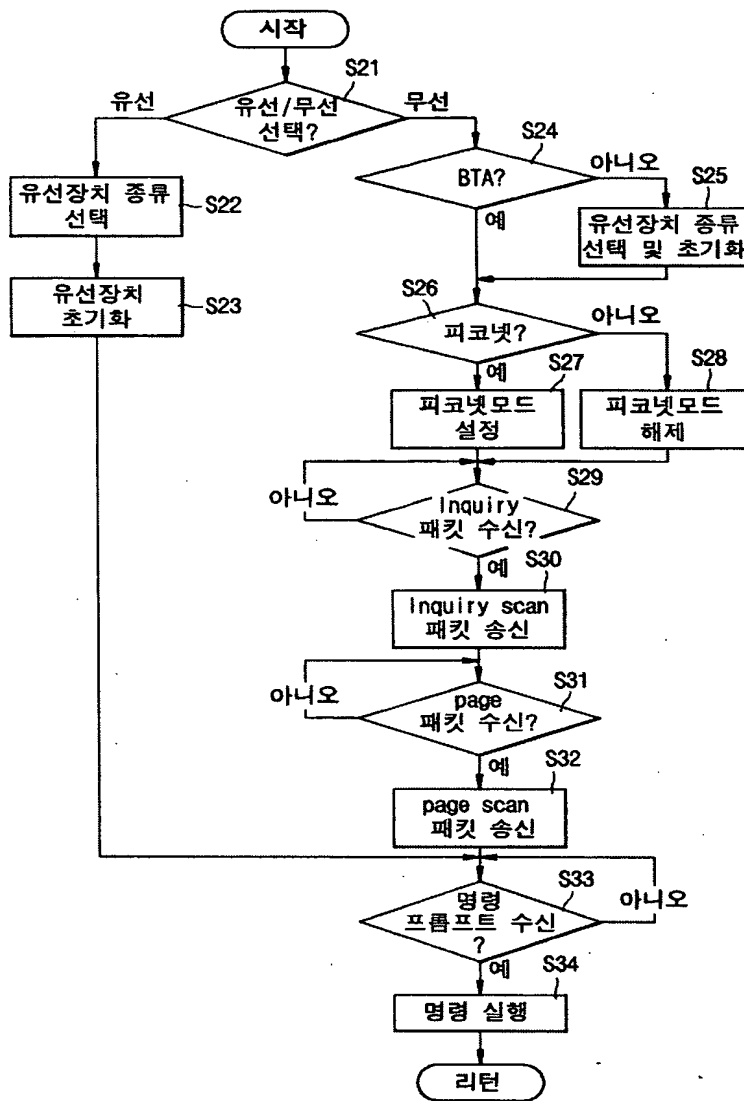 시작
S21
유선
유선/무선
선택?
무선
S24
BTA?
아니오
S25
유선장치 종류
선택
S22
예
유선장치 종류
선택 및 초기화
유선장치
초기화
S23
S26
피코넷?
아니오
S27
예
S28
피코넷모드
설정
피코넷모드
해제
S29
아니오
Inquiry
패킷 수신?
예
S30
Inquiry scan
패킷 송신
아니오
S31
page
패킷 수신?
예
S32
page scan
패킷 송신
S33
아니오
명령
프롬프트 수신
?
예
S34
명령 실행
리턴